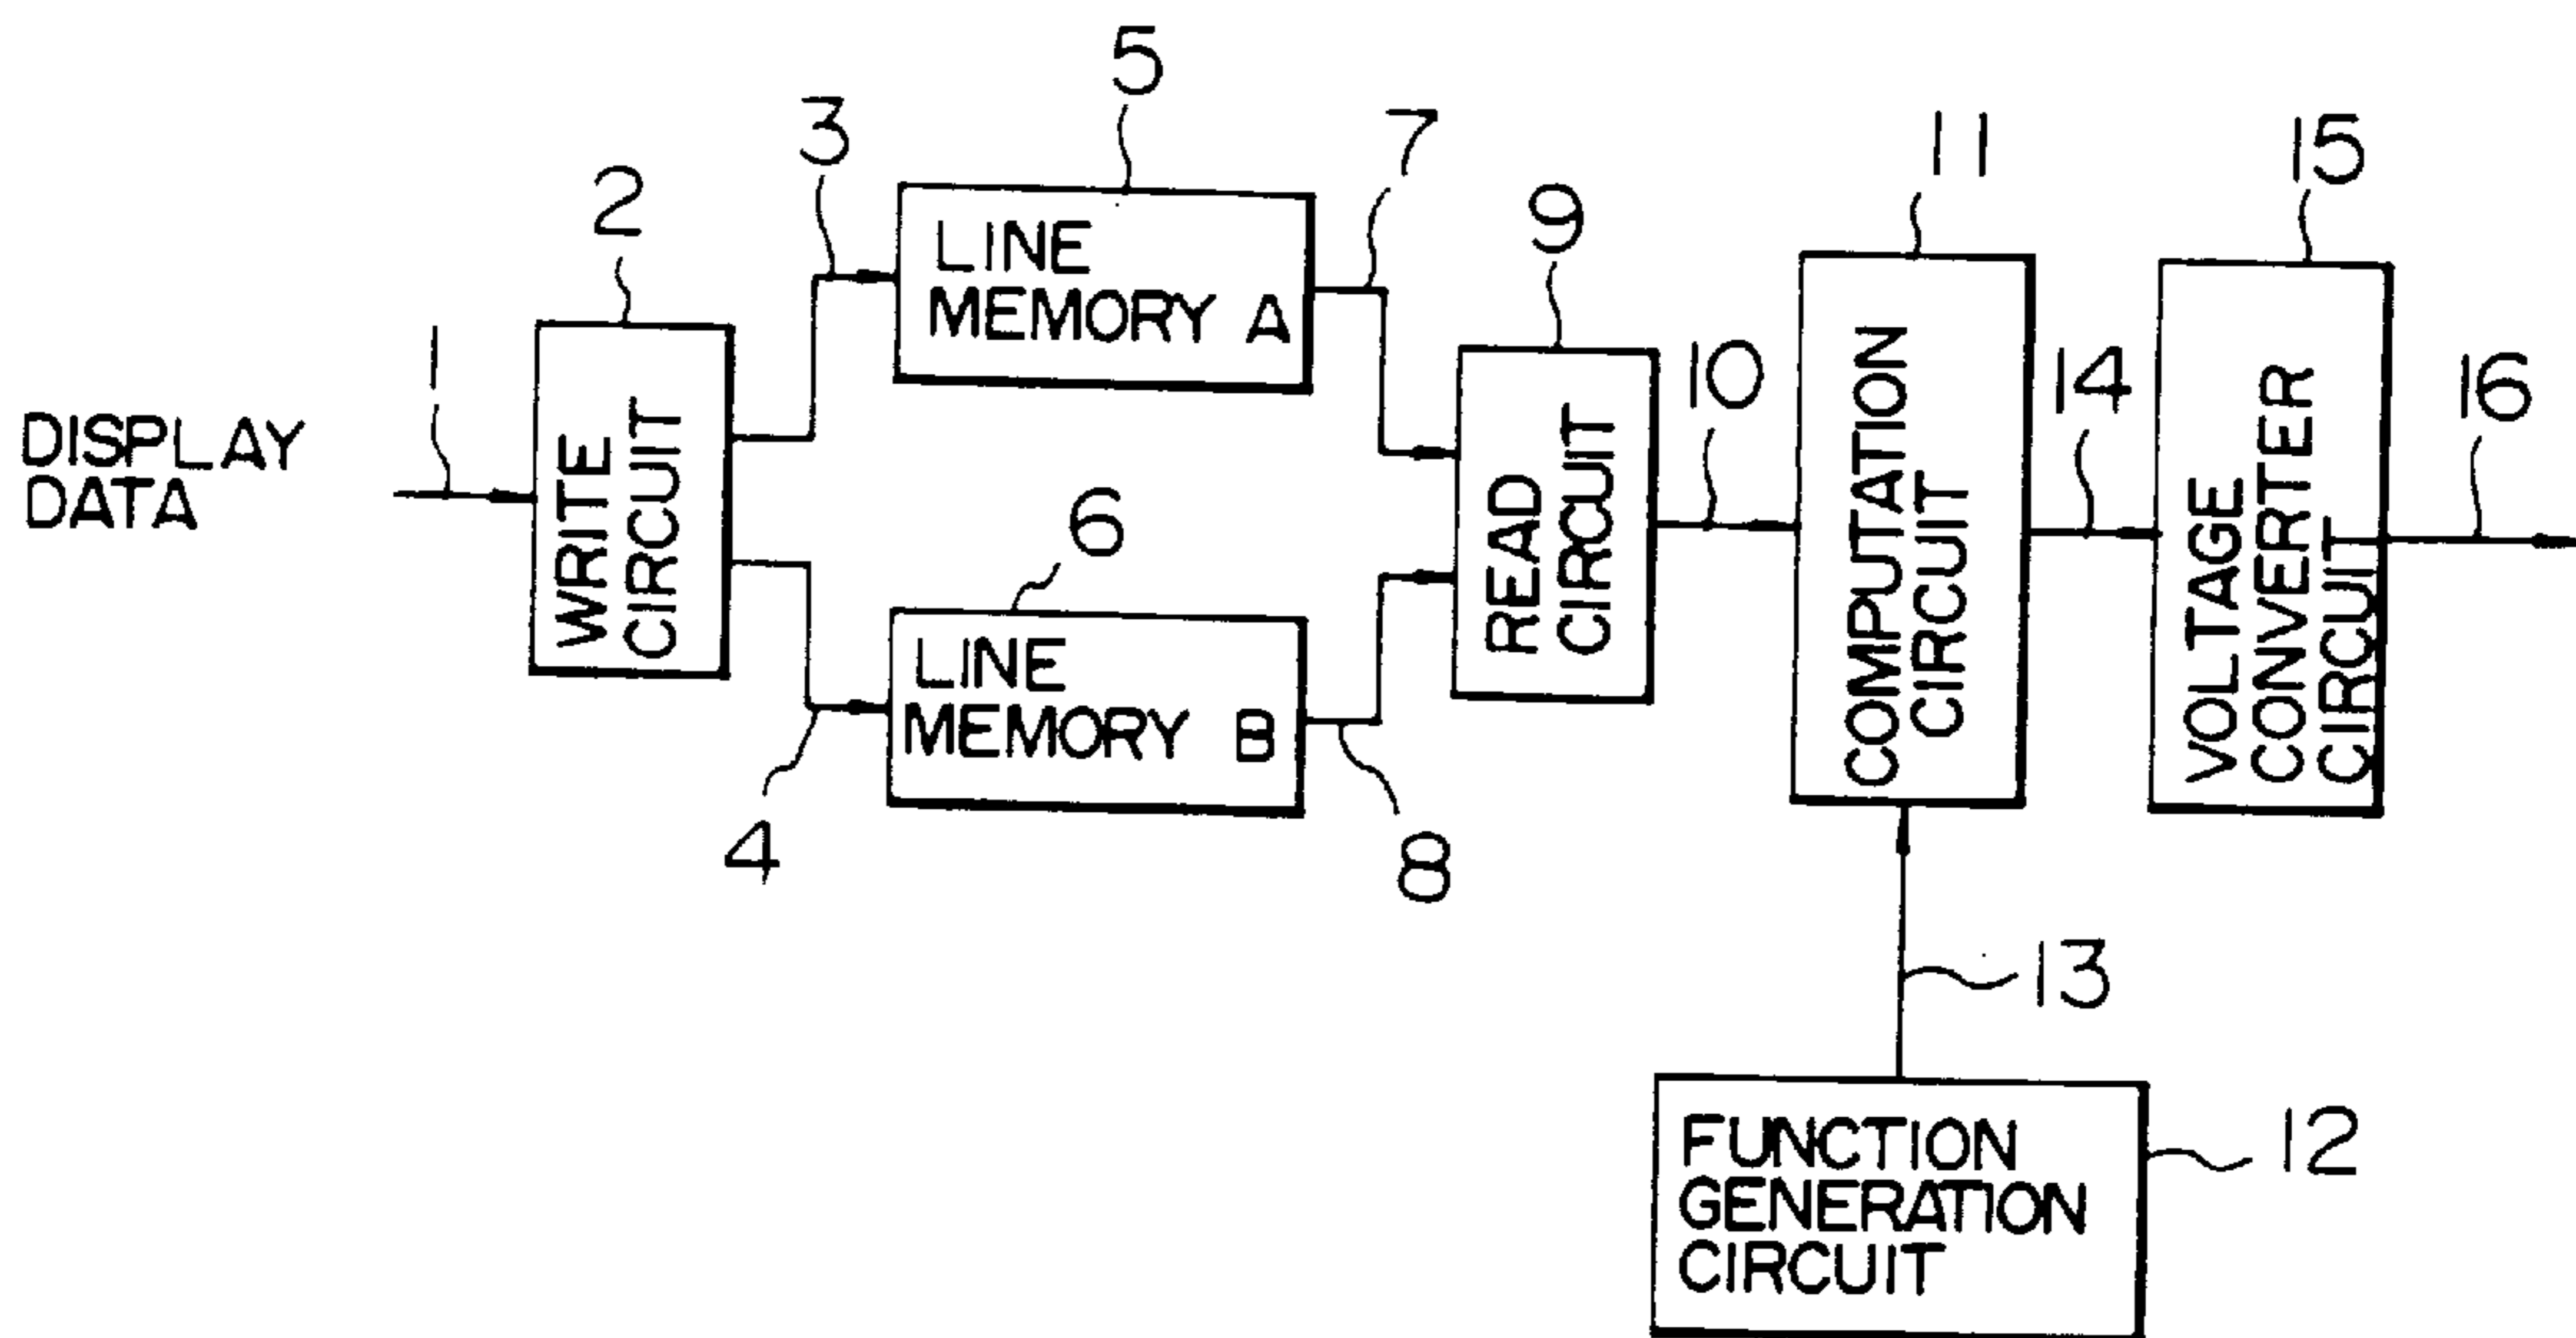 DISPLAY
DATA
1
2
WRITE
CIRCUIT
3
4
5
LINE
MEMORY A
6
LINE
MEMORY B
7
8
9
READ
CIRCUIT
10
11
COMPUTATION
CIRCUIT
12
FUNCTION
GENERATION
CIRCUIT
13
14
15
VOLTAGE
CONVERTER
CIRCUIT
16